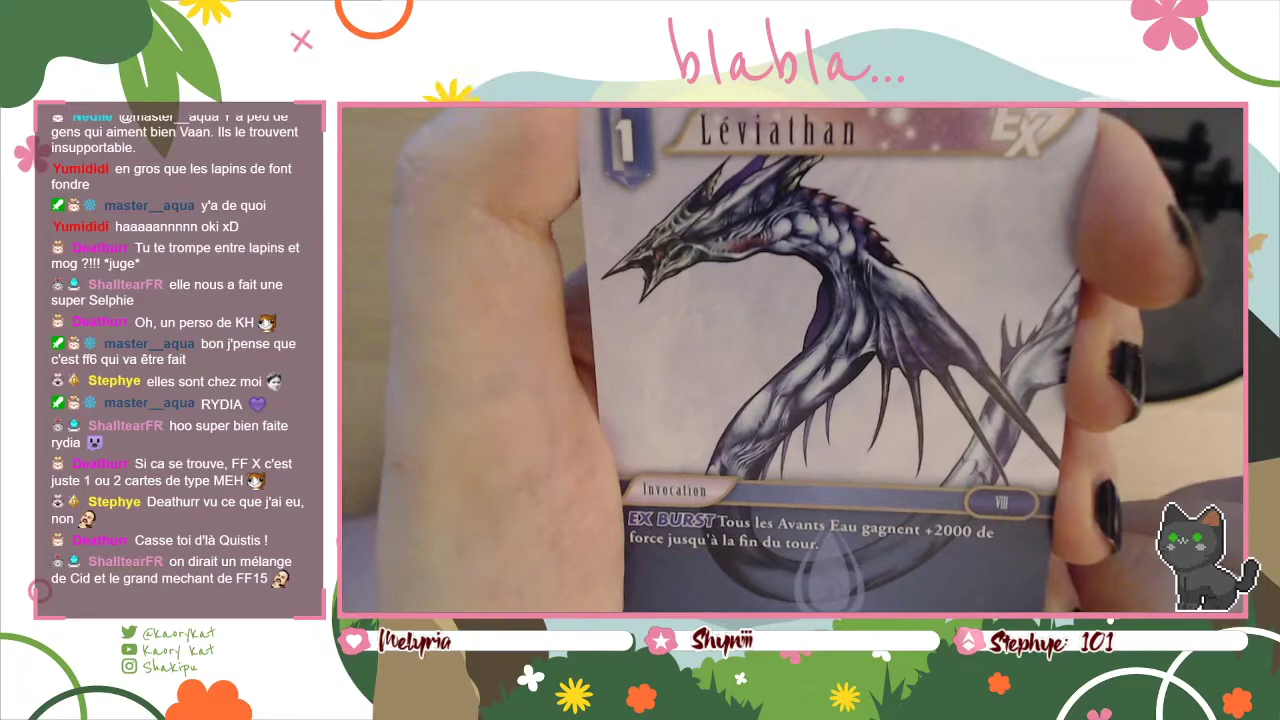 blabla...
Nedile @master__aqua Y'a peu de
gens qui aiment bien Vaan. Ils le trouvent
insupportable.
Yumididi en gros que les lapins de font
fondre
master__aqua y'a de quoi
Yumididi haaaaannnnn oki xD
Deathurr Tu te trompe entre lapins et
mog ?!!! *juge*
ShalltearFR elle nous a fait une
super Selphie
Deathurr Oh, un perso de KH
master__aqua bon j'pense que
c'est ff6 qui va être fait
Stephye elles sont chez moi
master__aqua RYDIA
ShalltearFR hoo super bien faite
rydia
Deathurr Si ca se trouve, FF X c'est
juste 1 ou 2 cartes de type MEH
Stephye Deathurr vu ce que j'ai eu,
non
Deathurr Casse toi d'là Quistis !
ShalltearFR on dirait un mélange
de Cid et le grand mechant de FF15
1
Léviathan
EX
Invocation
VIII
EX BURST Tous les Avants Eau gagnent +2000 de
force jusqu'à la fin du tour.
@kaorykat
Kaory Kat
Shakipu
Melyria
Shyniii
Stephye: 101